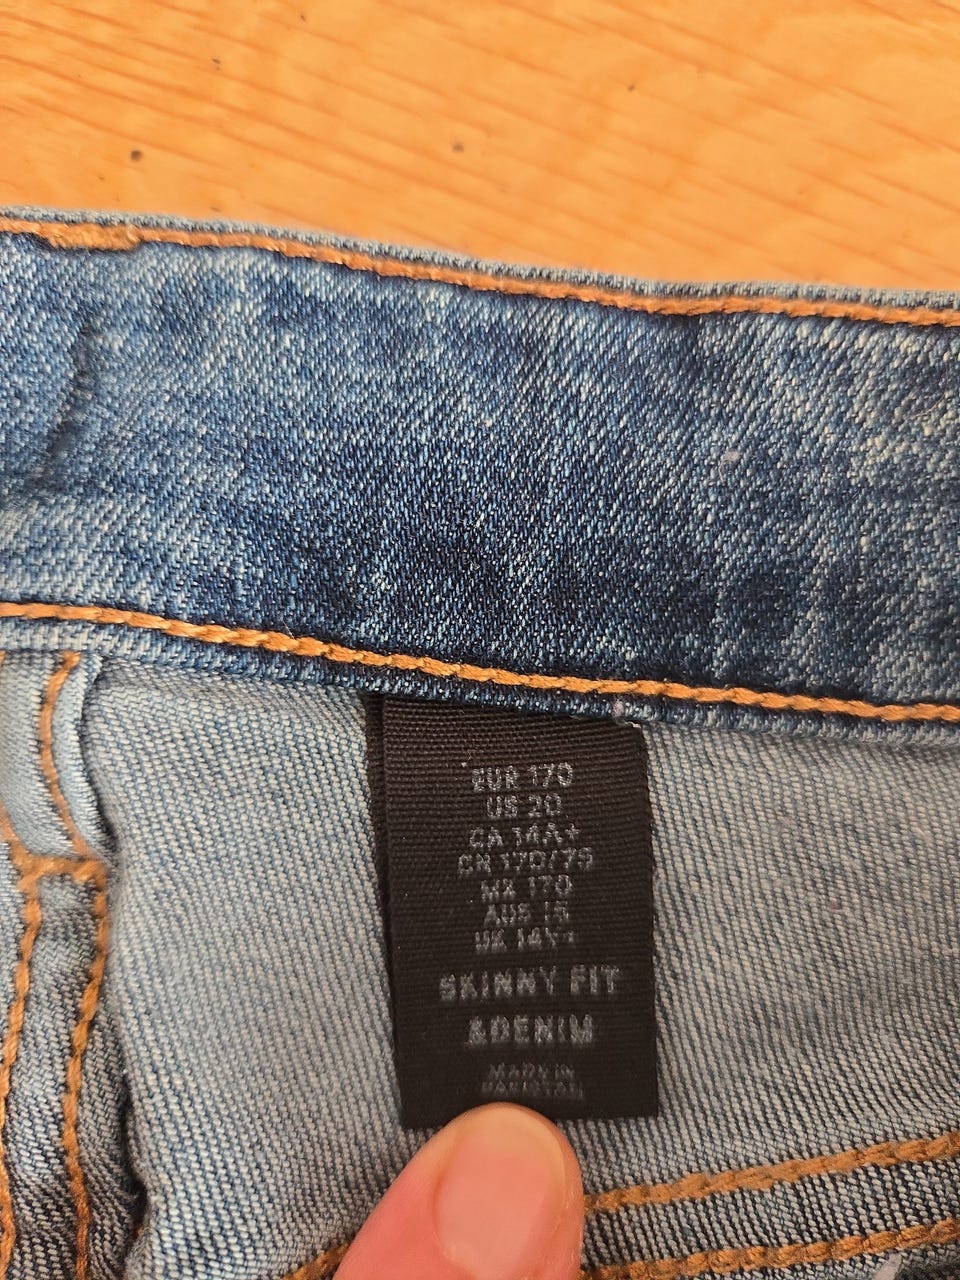 EUR 170
US 20
CA 14A+
CN 170/75
MX 170
AUS 15
UK 14Y+
SKINNY FIT
&DENIM
MADE IN
PAKISTAN